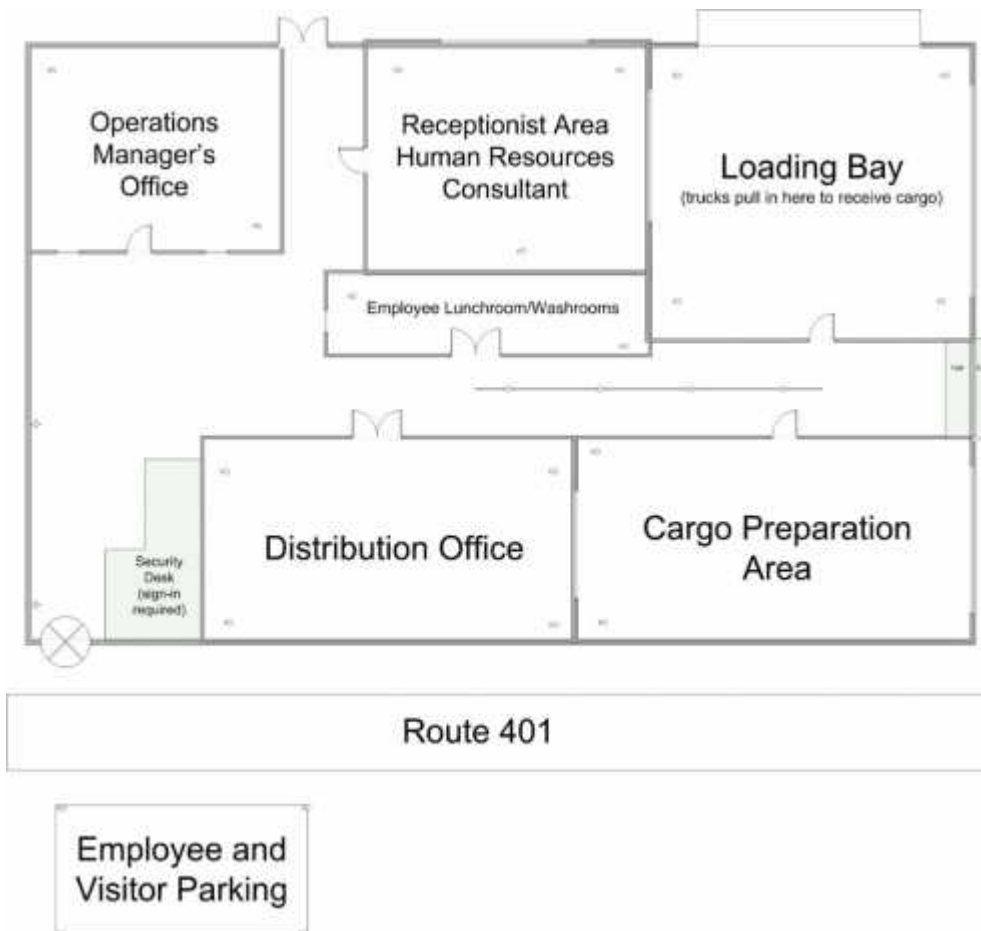 Operations
Manager's
Office
Receptionist Area
Human Resources
Consultant
Loading Bay
(trucks pull in here to receive cargo)
Employee Lunchroom/Washrooms
Security
Desk
(sign-in
required)
Distribution Office
Cargo Preparation
Area
Route 401
Employee and
Visitor Parking